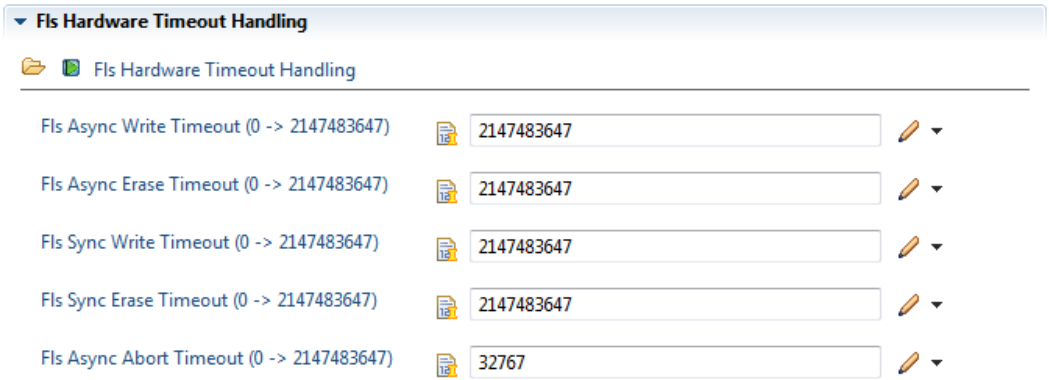 Fls Hardware Timeout Handling
Fls Hardware Timeout Handling
Fls Async Write Timeout (0 -> 2147483647) 2147483647
Fls Async Erase Timeout (0 -> 2147483647) 2147483647
Fls Sync Write Timeout (0 -> 2147483647) 2147483647
Fls Sync Erase Timeout (0 -> 2147483647) 2147483647
Fls Async Abort Timeout (0 -> 2147483647) 32767